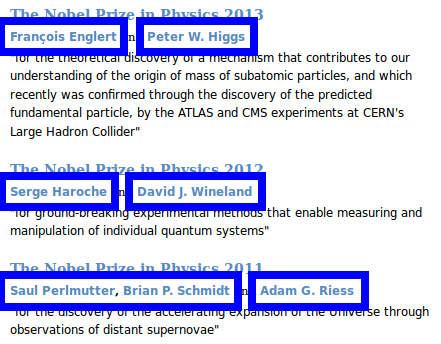 The Nobel Prize in Physics 2013
François Englert Peter W. Higgs
"for the theoretical discovery of a mechanism that contributes to our
understanding of the origin of mass of subatomic particles, and which
recently was confirmed through the discovery of the predicted
fundamental particle, by the ATLAS and CMS experiments at CERN's
Large Hadron Collider"
The Nobel Prize in Physics 2012
Serge Haroche David J. Wineland
"for ground-breaking experimental methods that enable measuring and
manipulation of individual quantum systems"
The Nobel Prize in Physics 2011
Saul Perlmutter, Brian P. Schmidt Adam G. Riess
"for the discovery of the accelerating expansion of the Universe through
observations of distant supernovae"